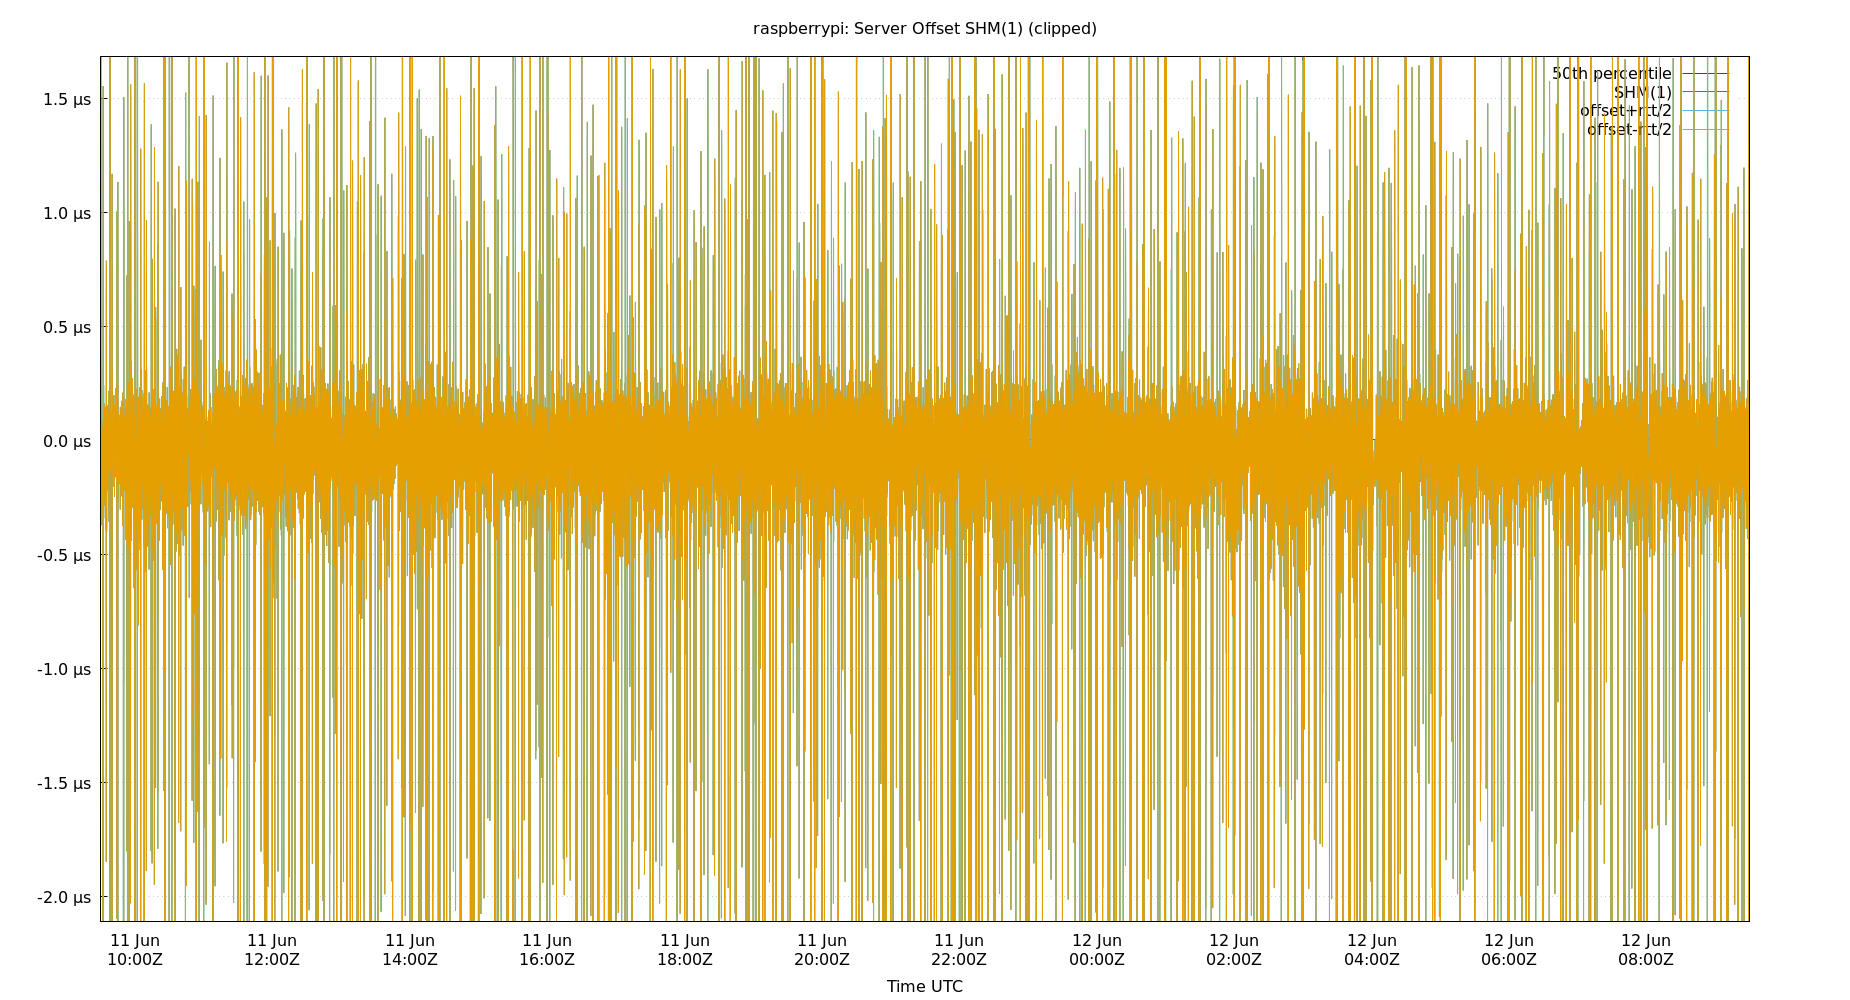 raspberrypi: Server Offset SHM(1) (clipped)
50th percentile
SHM(1)
offset+rtt/2
offset-rtt/2
1.5 µs
1.0 µs
0.5 µs
0.0 µs
-0.5 µs
-1.0 µs
-1.5 µs
-2.0 µs
11 Jun 11 Jun 11 Jun 11 Jun 11 Jun 11 Jun 11 Jun 12 Jun 12 Jun 12 Jun 12 Jun 12 Jun
10:00Z 12:00Z 14:00Z 16:00Z 18:00Z 20:00Z 22:00Z 00:00Z 02:00Z 04:00Z 06:00Z 08:00Z
Time UTC